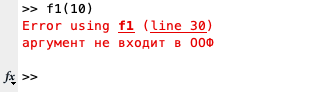 >> f1(10)
Error using f1 (line 30)
аргумент не входит в ООФ
fx >>